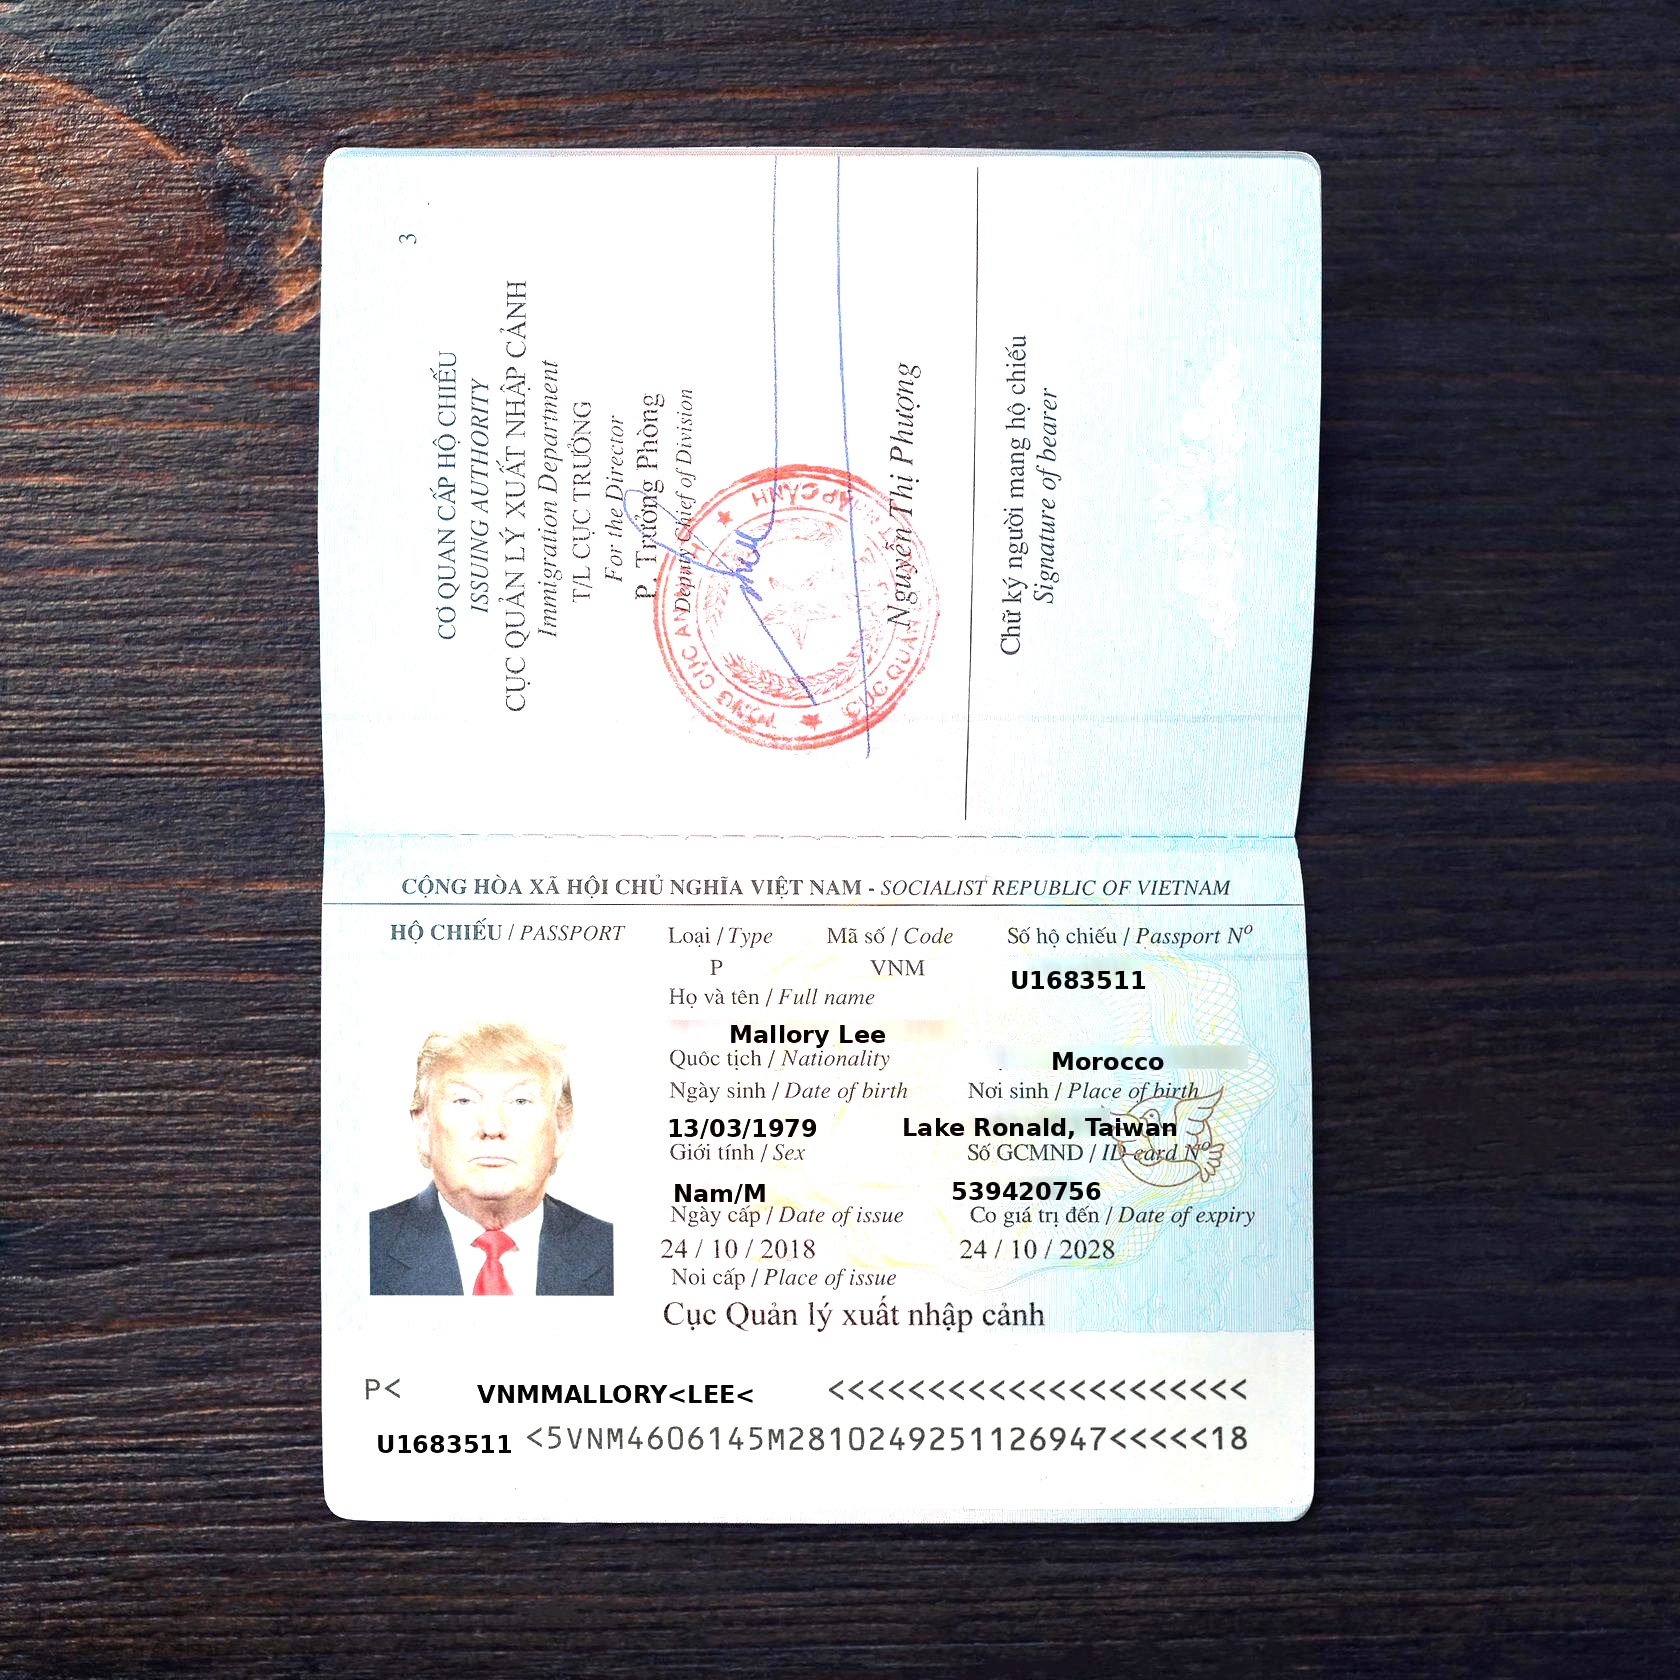 3
CƠ QUAN CẤP HỘ CHIẾU
ISSUING AUTHORITY
CỤC QUẢN LÝ XUẤT NHẬP CẢNH
Immigration Department
T/L CỤC TRƯỞNG
For the Director
P. Trưởng Phòng
Deputy Chief of Division
Nguyễn Thị Phượng
Chữ ký người mang hộ chiếu
Signature of bearer
CỘNG HÒA XÃ HỘI CHỦ NGHĨA VIỆT NAM - SOCIALIST REPUBLIC OF VIETNAM
HỘ CHIẾU / PASSPORT Loại / Type Mã số / Code Số hộ chiếu / Passport Nº
P VNM U1683511
Họ và tên / Full name
Mallory Lee
Quốc tịch / Nationality Morocco
Ngày sinh / Date of birth Nơi sinh / Place of birth
13/03/1979 Lake Ronald, Taiwan
Giới tính / Sex Số GCMND / ID card Nº
Nam/M 539420756
Ngày cấp / Date of issue Có giá trị đến / Date of expiry
24 / 10 / 2018 24 / 10 / 2028
Noi cấp / Place of issue
Cục Quản lý xuất nhập cảnh
P< VNMMALLORY<LEE< <<<<<<<<<<<<<<<<<<<<<
U1683511 <5VNM4606145M2810249251126947<<<<<18